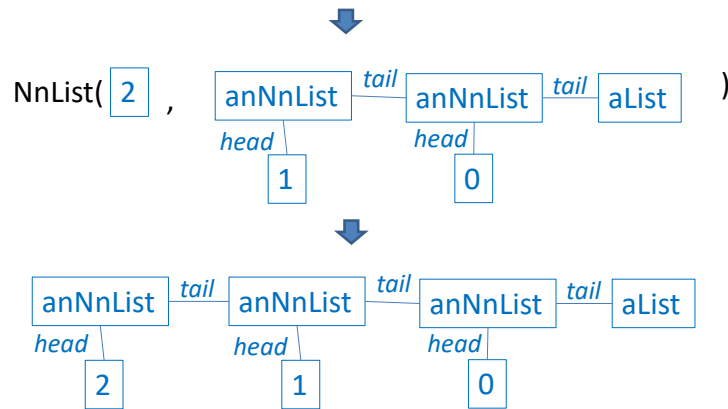 tail tail
NnList( 2 , anNnList anNnList aList )
head head
1 0
tail tail tail
anNnList anNnList anNnList aList
head head head
2 1 0